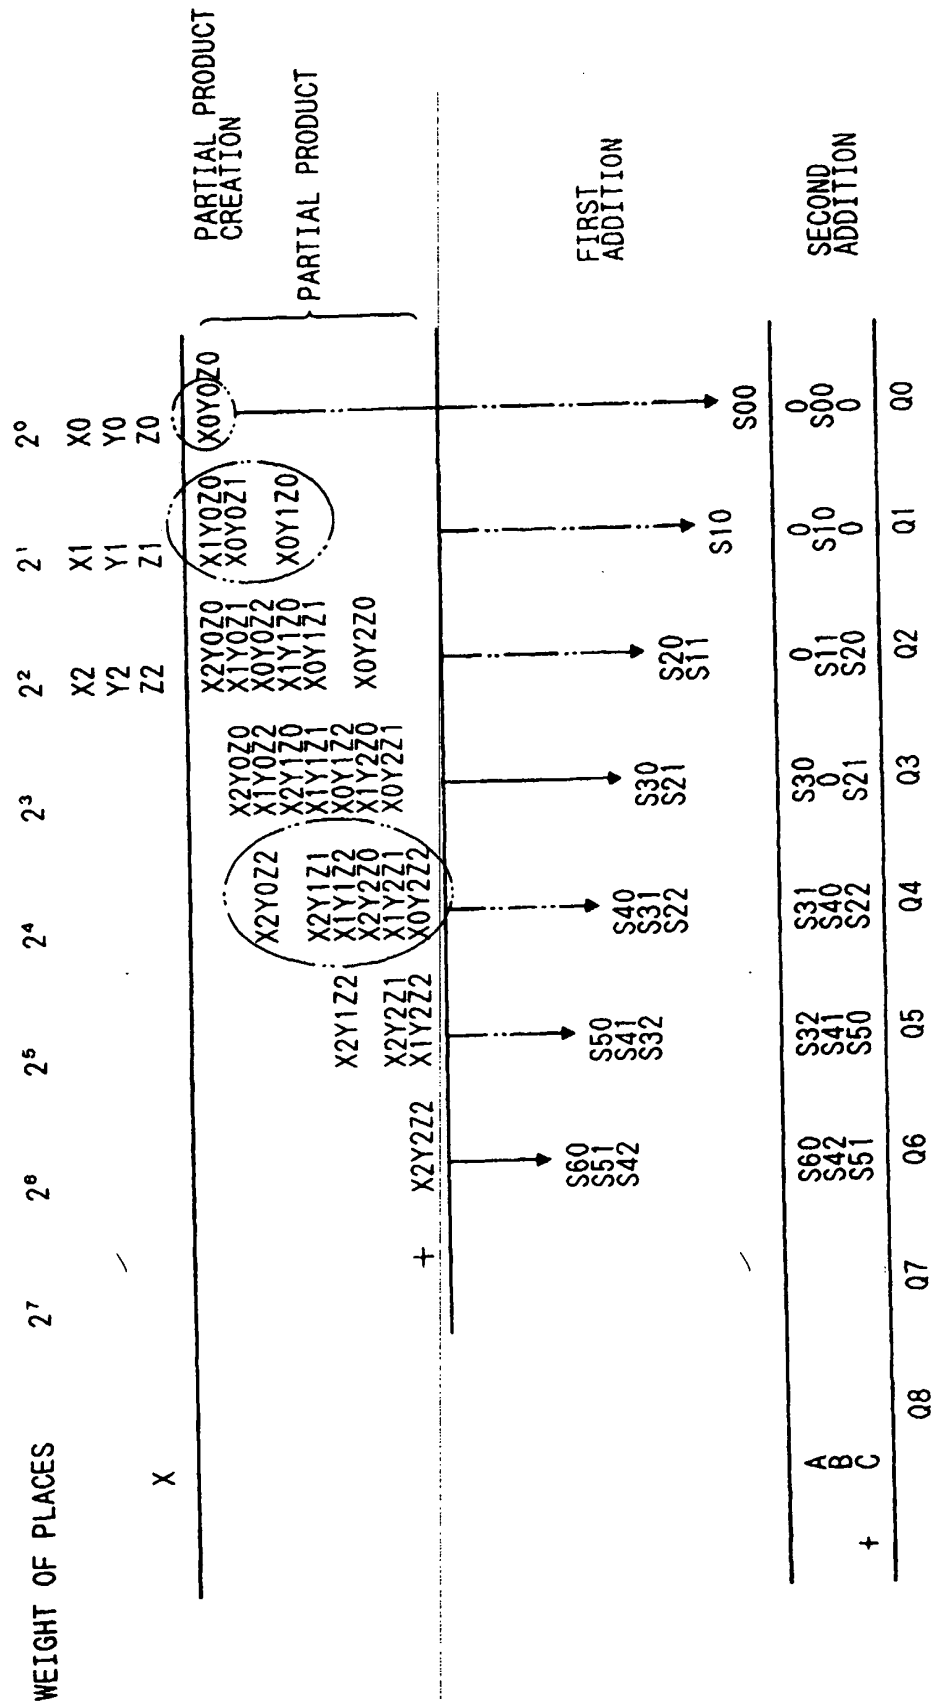 WEIGHT OF PLACES 2⁷ 2⁶ 2⁵ 2⁴ 2³ 2² 2¹ 2⁰
X2 X1 X0
Y2 Y1 Y0
X Z2 Z1 Z0
PARTIAL PRODUCT CREATION
X2Y0Z0 X1Y0Z0 X0Y0Z0
X2Y0Z0 X1Y0Z1 X0Y0Z1
X2Y0Z2 X1Y0Z2 X0Y0Z2
X2Y1Z0 X1Y1Z0 X0Y1Z0
X2Y1Z1 X1Y1Z1 X0Y1Z1
X2Y1Z2 X1Y1Z2 X0Y1Z2
X2Y2Z0 X1Y2Z0 X0Y2Z0
X2Y2Z1 X1Y2Z1 X0Y2Z1
+ X2Y2Z2 X1Y2Z2 X0Y2Z2
PARTIAL PRODUCT
FIRST ADDITION
S60 S51 S42
S50 S41 S32
S40 S31 S22
S30 S21
S20 S11
S10
S00
SECOND ADDITION
A S60 S32 S31 S30 0 0 0
B S42 S41 S40 0 S11 S10 S00
+ C S51 S50 S22 S21 S20 0 0
Q8 Q7 Q6 Q5 Q4 Q3 Q2 Q1 Q0